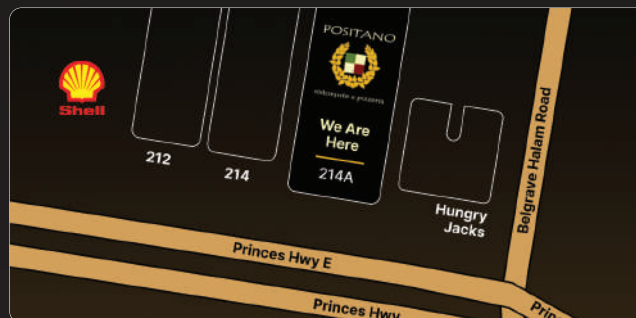 POSITANO
ristorante e pizzeria
Shell
We Are
Here
212
214
214A
Hungry
Jacks
Belgrave Halam Road
Princes Hwy E
Princes Hwy
Prin